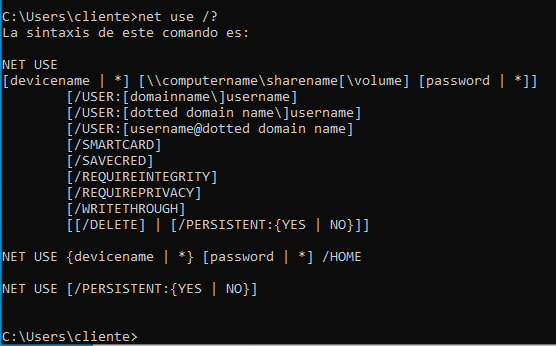 C:\Users\cliente>net use /?
La sintaxis de este comando es:
NET USE
[devicename | *] [\\computername\sharename[\volume] [password | *]]
[/USER:[domainname\]username]
[/USER:[dotted domain name\]username]
[/USER:[username@dotted domain name]
[/SMARTCARD]
[/SAVECRED]
[/REQUIREINTEGRITY]
[/REQUIREPRIVACY]
[/WRITETHROUGH]
[[/DELETE] | [/PERSISTENT:{YES | NO}]]
NET USE {devicename | *} [password | *] /HOME
NET USE [/PERSISTENT:{YES | NO}]
C:\Users\cliente>